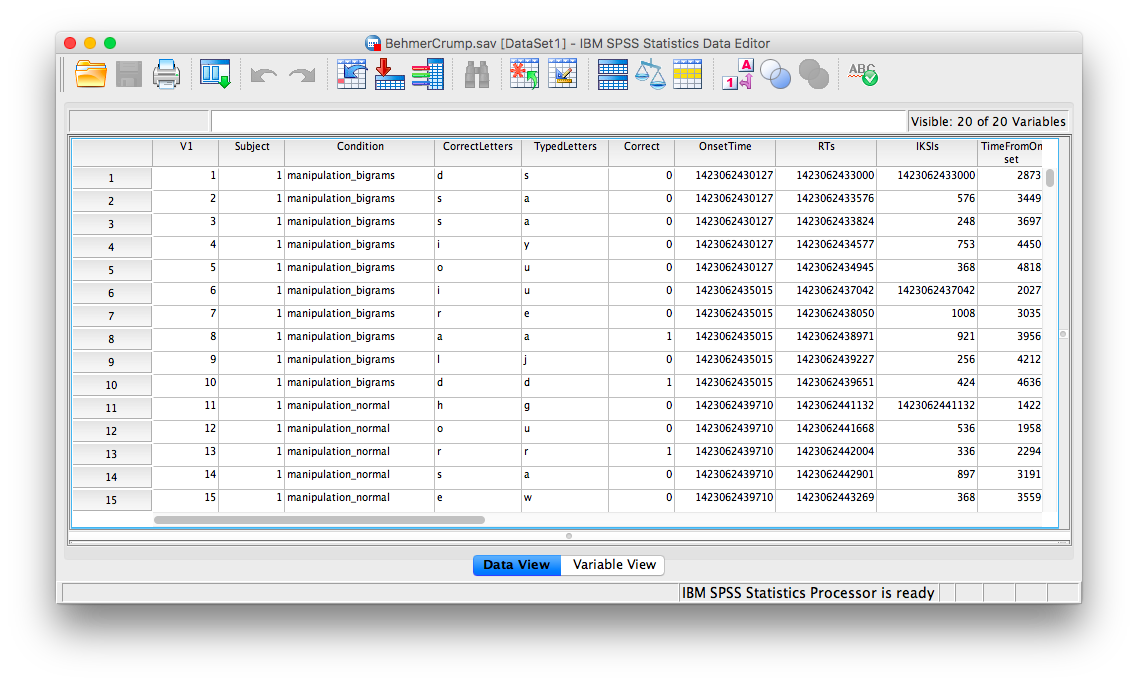 BehmerCrump.sav [DataSet1] - IBM SPSS Statistics Data Editor
A
1
ABC
Visible: 20 of 20 Variables
V1 Subject Condition CorrectLetters TypedLetters Correct OnsetTime RTs IKSIs TimeFromOn
set
1 1 1 manipulation_bigrams d s 0 1423062430127 1423062433000 1423062433000 2873
2 2 1 manipulation_bigrams s a 0 1423062430127 1423062433576 576 3449
3 3 1 manipulation_bigrams s a 0 1423062430127 1423062433824 248 3697
4 4 1 manipulation_bigrams i y 0 1423062430127 1423062434577 753 4450
5 5 1 manipulation_bigrams o u 0 1423062430127 1423062434945 368 4818
6 6 1 manipulation_bigrams i u 0 1423062435015 1423062437042 1423062437042 2027
7 7 1 manipulation_bigrams r e 0 1423062435015 1423062438050 1008 3035
8 8 1 manipulation_bigrams a a 1 1423062435015 1423062438971 921 3956
9 9 1 manipulation_bigrams l j 0 1423062435015 1423062439227 256 4212
10 10 1 manipulation_bigrams d d 1 1423062435015 1423062439651 424 4636
11 11 1 manipulation_normal h g 0 1423062439710 1423062441132 1423062441132 1422
12 12 1 manipulation_normal o u 0 1423062439710 1423062441668 536 1958
13 13 1 manipulation_normal r r 1 1423062439710 1423062442004 336 2294
14 14 1 manipulation_normal s a 0 1423062439710 1423062442901 897 3191
15 15 1 manipulation_normal e w 0 1423062439710 1423062443269 368 3559
Data View Variable View
IBM SPSS Statistics Processor is ready